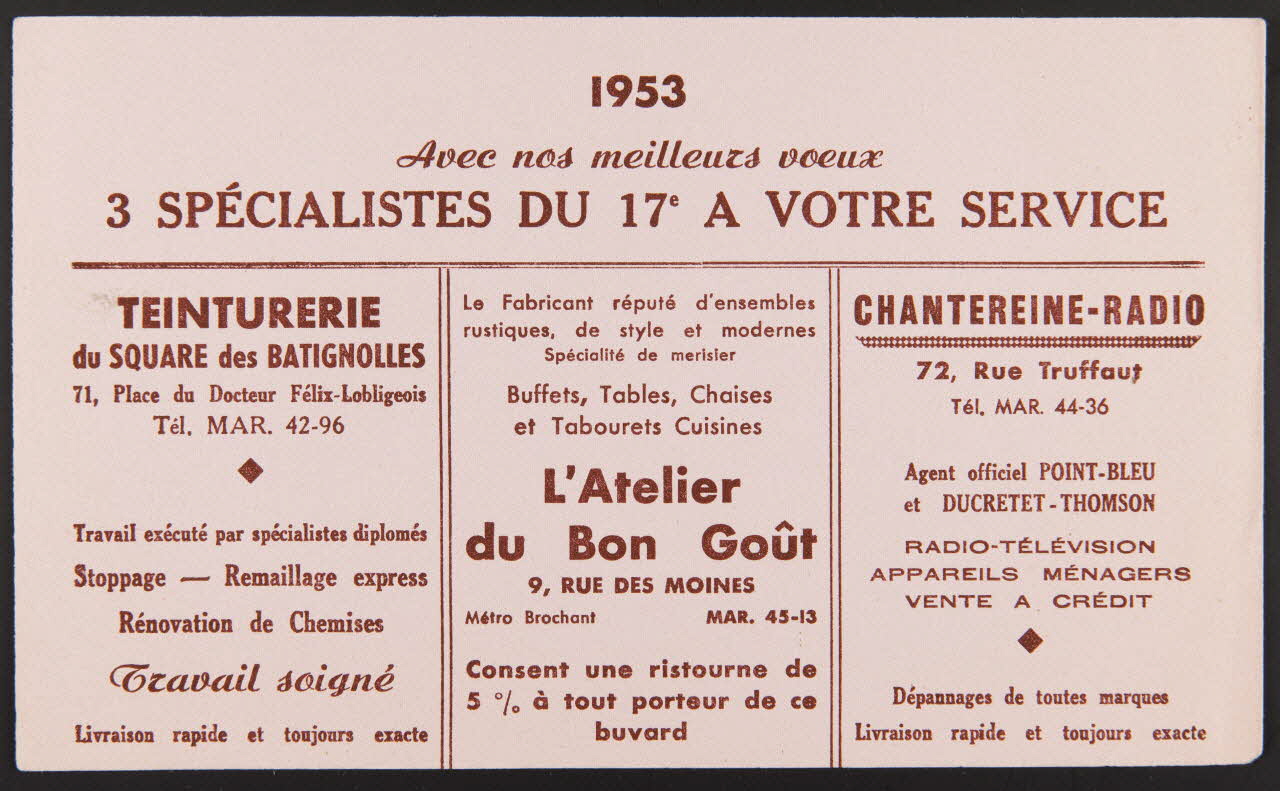 1953
Avec nos meilleurs voeux
3 SPÉCIALISTES DU 17e A VOTRE SERVICE
TEINTURERIE
du SQUARE des BATIGNOLLES
71, Place du Docteur Félix-Lobligeois
Tél. MAR. 42-96
Travail exécuté par spécialistes diplomés
Stoppage — Remaillage express
Rénovation de Chemises
Travail soigné
Livraison rapide et toujours exacte
Le Fabricant réputé d'ensembles
rustiques, de style et modernes
Spécialité de merisier
Buffets, Tables, Chaises
et Tabourets Cuisines
L'Atelier
du Bon Goût
9, RUE DES MOINES
Métro Brochant MAR. 45-13
Consent une ristourne de
5 % à tout porteur de ce
buvard
CHANTEREINE-RADIO
72, Rue Truffaut
Tél. MAR. 44-36
Agent officiel POINT-BLEU
et DUCRETET-THOMSON
RADIO-TÉLÉVISION
APPAREILS MÉNAGERS
VENTE A CRÉDIT
Dépannages de toutes marques
Livraison rapide et toujours exacte